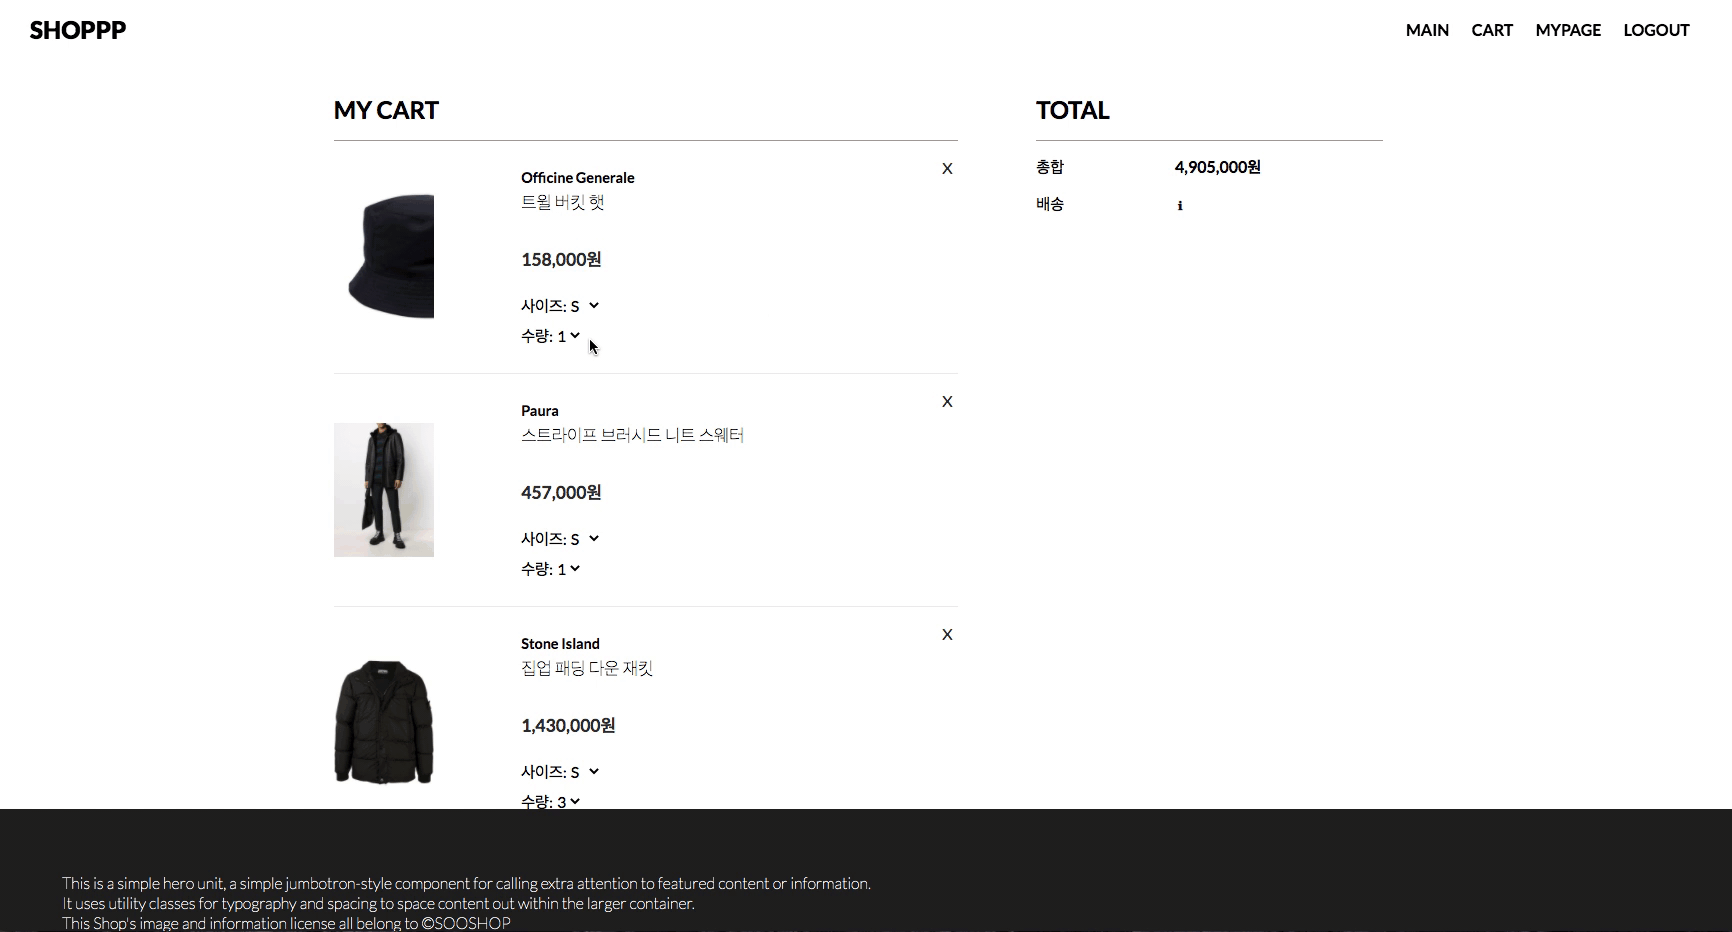 SHOPPP
MAIN CART MYPAGE LOGOUT
MY CART
Officine Generale
X
트윌 버킷 햇
158,000원
사이즈: S
수량: 1
Paura
X
스트라이프 브러시드 니트 스웨터
457,000원
사이즈: S
수량: 1
Stone Island
X
집업 패딩 다운 재킷
1,430,000원
사이즈: S
수량: 3
TOTAL
총합 4,905,000원
배송 i
This is a simple hero unit, a simple jumbotron-style component for calling extra attention to featured content or information.
It uses utility classes for typography and spacing to space content out within the larger container.
This Shop's image and information license all belong to ©SOOSHOP